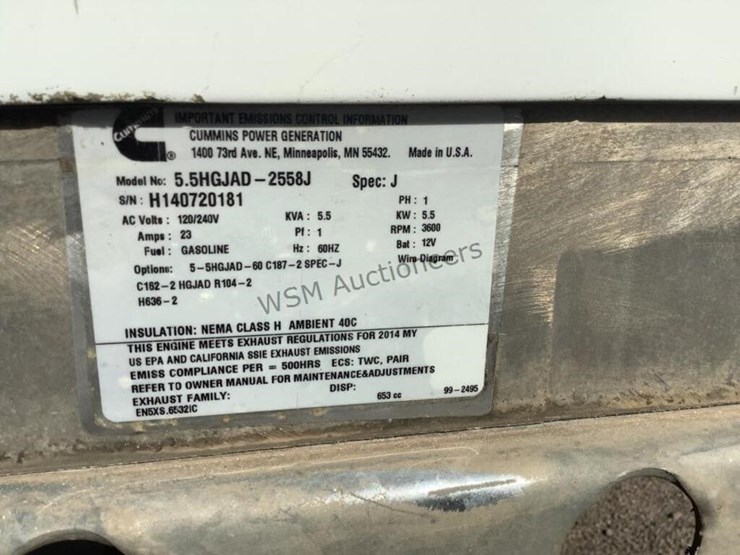 IMPORTANT EMISSIONS CONTROL INFORMATION
Cummins
CUMMINS POWER GENERATION
1400 73rd Ave. NE, Minneapolis, MN 55432. Made in U.S.A.
Model No: 5.5HGJAD-2558J Spec: J
S/N : H140720181 PH : 1
AC Volts : 120/240V KVA : 5.5 KW : 5.5
Amps : 23 Pf : 1 RPM : 3600
Fuel : GASOLINE Hz : 60HZ Bat : 12V
Options: 5-5HGJAD-60 C187-2 SPEC-J Wire Diagram
C162-2 HGJAD R104-2
H636-2
WSM Auctioneers
INSULATION: NEMA CLASS H AMBIENT 40C
THIS ENGINE MEETS EXHAUST REGULATIONS FOR 2014 MY
US EPA AND CALIFORNIA SSIE EXHAUST EMISSIONS
EMISS COMPLIANCE PER = 500HRS ECS: TWC, PAIR
REFER TO OWNER MANUAL FOR MAINTENANCE&ADJUSTMENTS
EXHAUST FAMILY: DISP: 99-2495
EN5XS.6532IC 653 cc